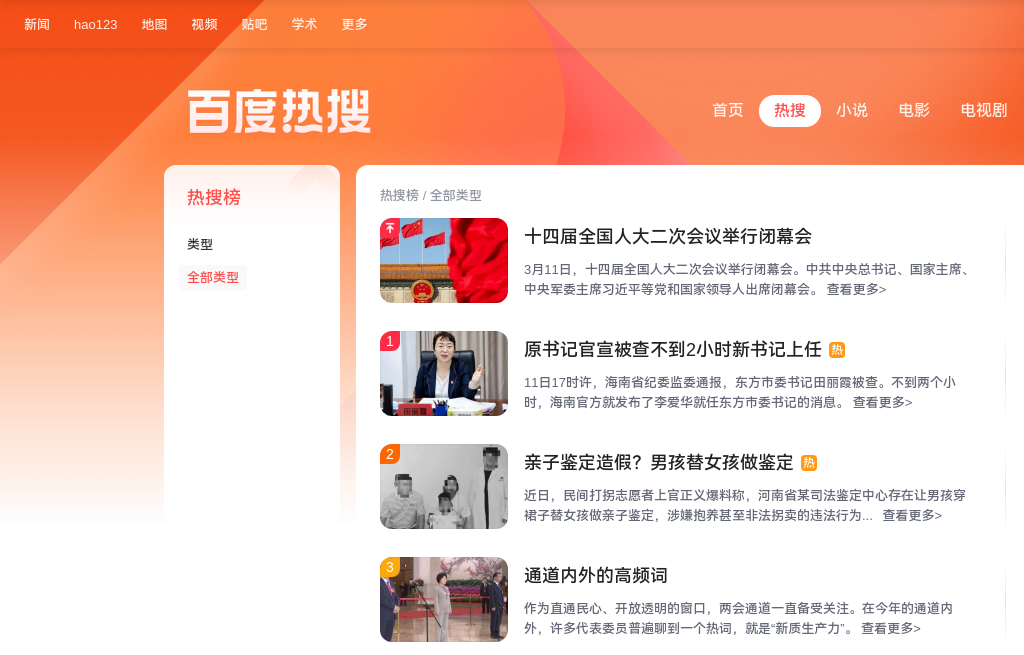 新闻 hao123 地图 视频 贴吧 学术 更多
百度热搜
首页 热搜 小说 电影 电视剧
热搜榜
类型
全部类型
热搜榜 / 全部类型
十四届全国人大二次会议举行闭幕会
3月11日，十四届全国人大二次会议举行闭幕会。中共中央总书记、国家主席、
中央军委主席习近平等党和国家领导人出席闭幕会。 查看更多>
1
田丽霞
原书记官宣被查不到2小时新书记上任 热
11日17时许，海南省纪委监委通报，东方市委书记田丽霞被查。不到两个小
时，海南官方就发布了李爱华就任东方市委书记的消息。 查看更多>
2
亲子鉴定造假？男孩替女孩做鉴定 热
近日，民间打拐志愿者上官正义爆料称，河南省某司法鉴定中心存在让男孩穿
裙子替女孩做亲子鉴定，涉嫌抱养甚至非法拐卖的违法行为... 查看更多>
3
通道内外的高频词
作为直通民心、开放透明的窗口，两会通道一直备受关注。在今年的通道内
外，许多代表委员普遍聊到一个热词，就是“新质生产力”。 查看更多>